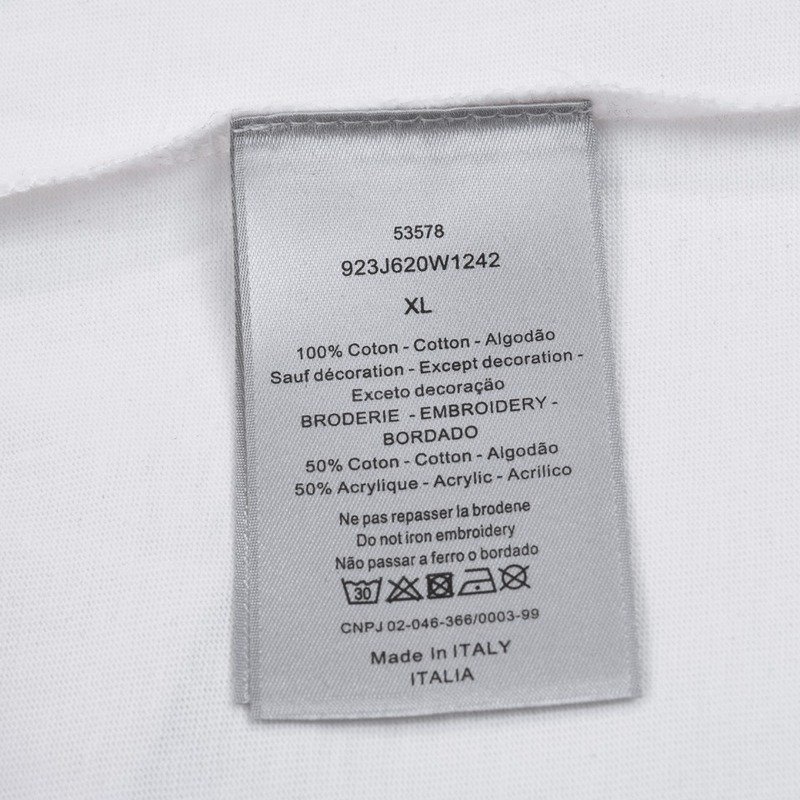 53578
923J620W1242
XL
100% Coton - Cotton - Algodão
Sauf décoration - Except decoration -
Exceto decoração
BRODERIE - EMBROIDERY -
BORDADO
50% Coton - Cotton - Algodão
50% Acrylique - Acrylic - Acrilico
Ne pas repasser la brodene
Do not iron embroidery
Não passar a ferro o bordado
30
CNPJ 02-046-366/0003-99
Made In ITALY
ITALIA